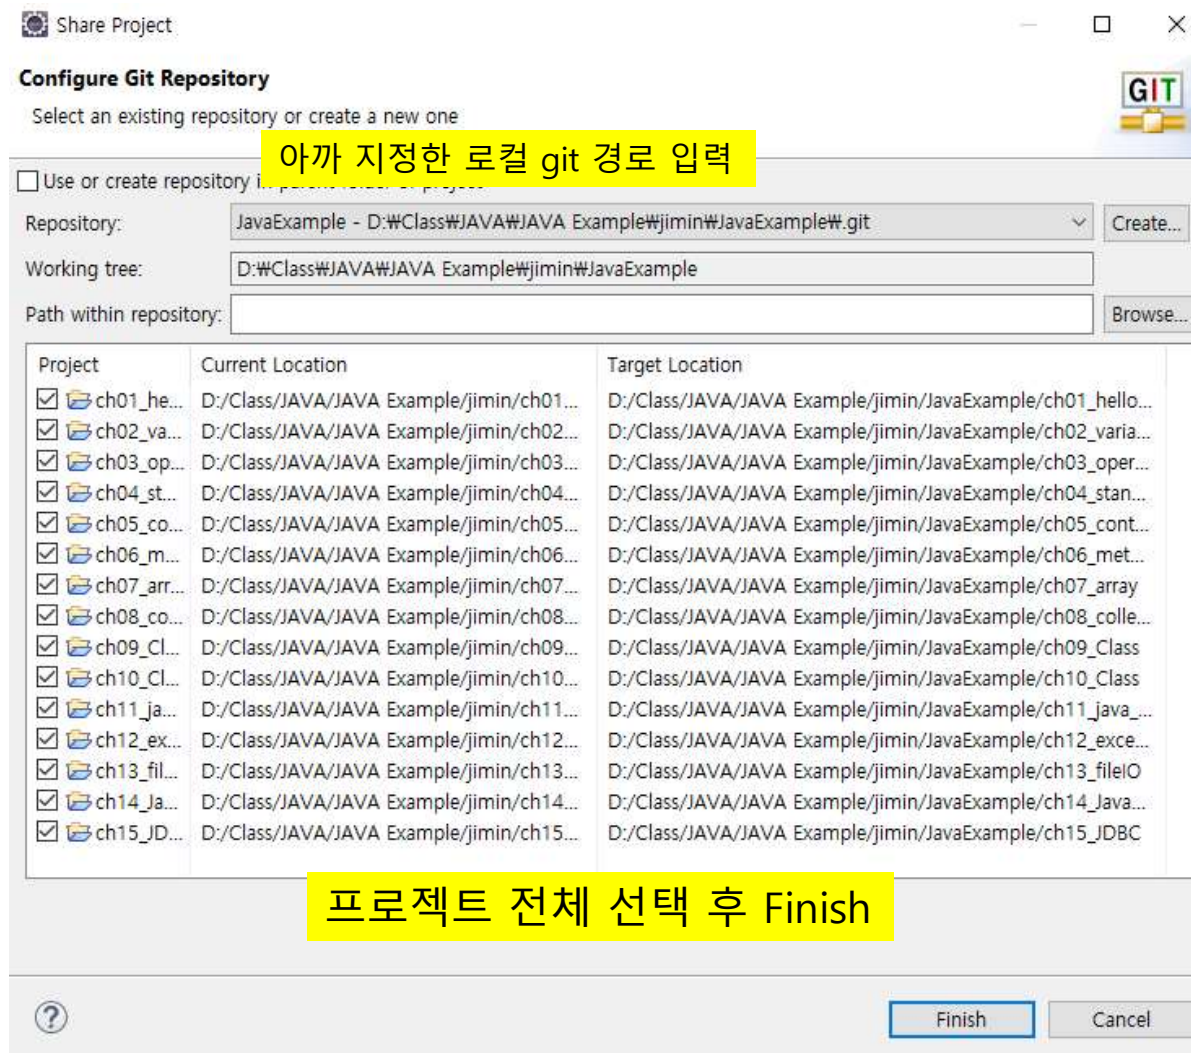 Share Project
Configure Git Repository
Select an existing repository or create a new one
GIT
아까 지정한 로컬 git 경로 입력
Use or create repository in parent folder of project
Repository: JavaExample - D:₩Class₩JAVA₩JAVA Example₩jimin₩JavaExample₩.git Create...
Working tree: D:₩Class₩JAVA₩JAVA Example₩jimin₩JavaExample
Path within repository: Browse...
Project Current Location Target Location
ch01_he... D:/Class/JAVA/JAVA Example/jimin/ch01... D:/Class/JAVA/JAVA Example/jimin/JavaExample/ch01_hello...
ch02_va... D:/Class/JAVA/JAVA Example/jimin/ch02... D:/Class/JAVA/JAVA Example/jimin/JavaExample/ch02_varia...
ch03_op... D:/Class/JAVA/JAVA Example/jimin/ch03... D:/Class/JAVA/JAVA Example/jimin/JavaExample/ch03_oper...
ch04_st... D:/Class/JAVA/JAVA Example/jimin/ch04... D:/Class/JAVA/JAVA Example/jimin/JavaExample/ch04_stan...
ch05_co... D:/Class/JAVA/JAVA Example/jimin/ch05... D:/Class/JAVA/JAVA Example/jimin/JavaExample/ch05_cont...
ch06_m... D:/Class/JAVA/JAVA Example/jimin/ch06... D:/Class/JAVA/JAVA Example/jimin/JavaExample/ch06_met...
ch07_arr... D:/Class/JAVA/JAVA Example/jimin/ch07... D:/Class/JAVA/JAVA Example/jimin/JavaExample/ch07_array
ch08_co... D:/Class/JAVA/JAVA Example/jimin/ch08... D:/Class/JAVA/JAVA Example/jimin/JavaExample/ch08_colle...
ch09_Cl... D:/Class/JAVA/JAVA Example/jimin/ch09... D:/Class/JAVA/JAVA Example/jimin/JavaExample/ch09_Class
ch10_Cl... D:/Class/JAVA/JAVA Example/jimin/ch10... D:/Class/JAVA/JAVA Example/jimin/JavaExample/ch10_Class
ch11_ja... D:/Class/JAVA/JAVA Example/jimin/ch11... D:/Class/JAVA/JAVA Example/jimin/JavaExample/ch11_java_...
ch12_ex... D:/Class/JAVA/JAVA Example/jimin/ch12... D:/Class/JAVA/JAVA Example/jimin/JavaExample/ch12_exce...
ch13_fil... D:/Class/JAVA/JAVA Example/jimin/ch13... D:/Class/JAVA/JAVA Example/jimin/JavaExample/ch13_fileIO
ch14_Ja... D:/Class/JAVA/JAVA Example/jimin/ch14... D:/Class/JAVA/JAVA Example/jimin/JavaExample/ch14_Java...
ch15_JD... D:/Class/JAVA/JAVA Example/jimin/ch15... D:/Class/JAVA/JAVA Example/jimin/JavaExample/ch15_JDBC
프로젝트 전체 선택 후 Finish
Finish Cancel